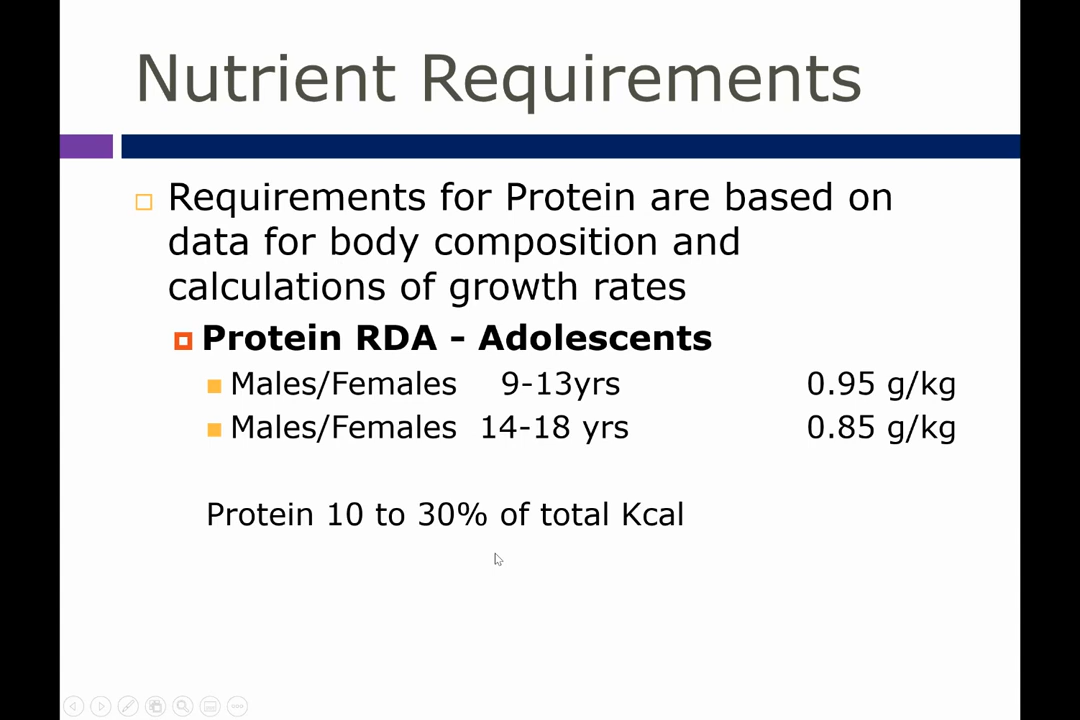 Nutrient Requirements
Requirements for Protein are based on
data for body composition and
calculations of growth rates
Protein RDA - Adolescents
Males/Females 9-13yrs 0.95 g/kg
Males/Females 14-18 yrs 0.85 g/kg
Protein 10 to 30% of total Kcal